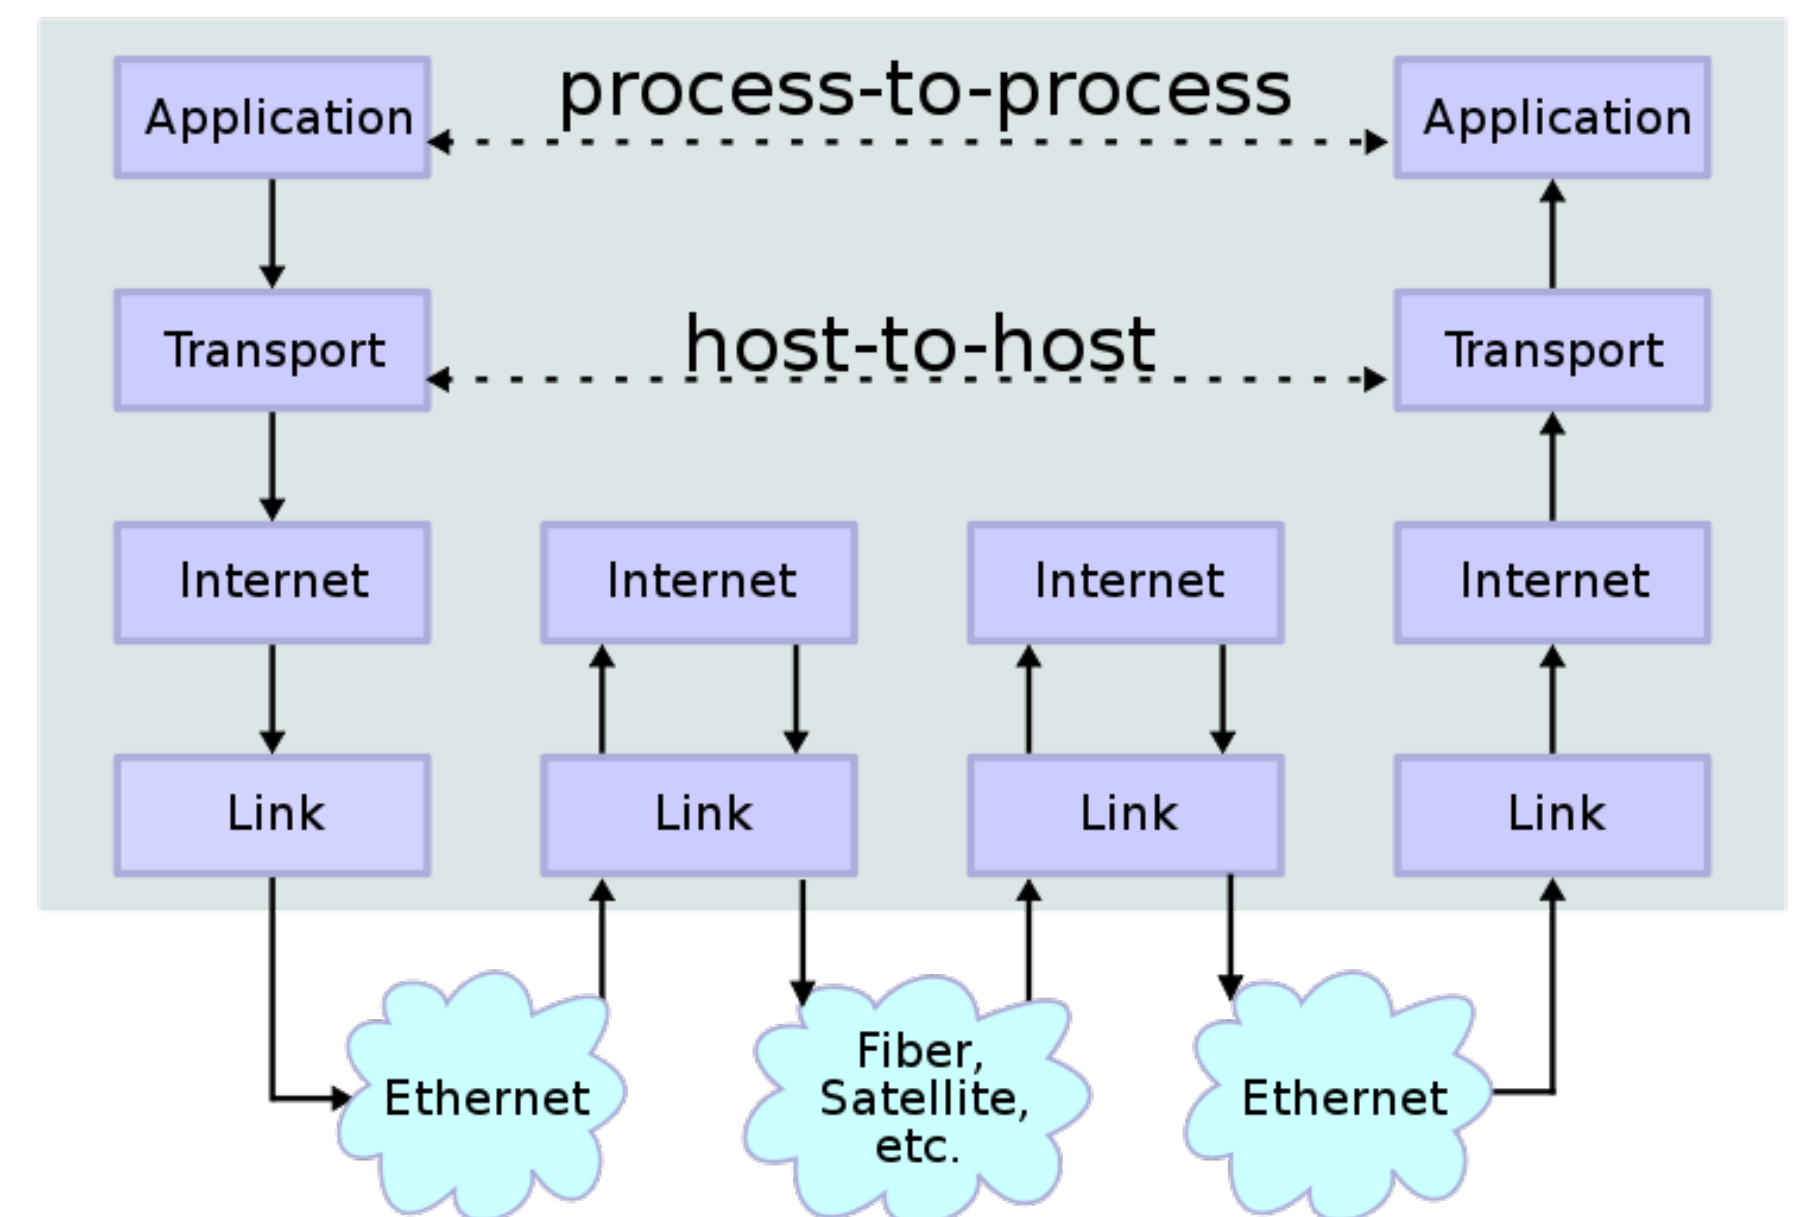 Application
process-to-process
Application
Transport
host-to-host
Transport
Internet
Internet
Internet
Internet
Link
Link
Link
Link
Ethernet
Fiber,
Satellite,
etc.
Ethernet